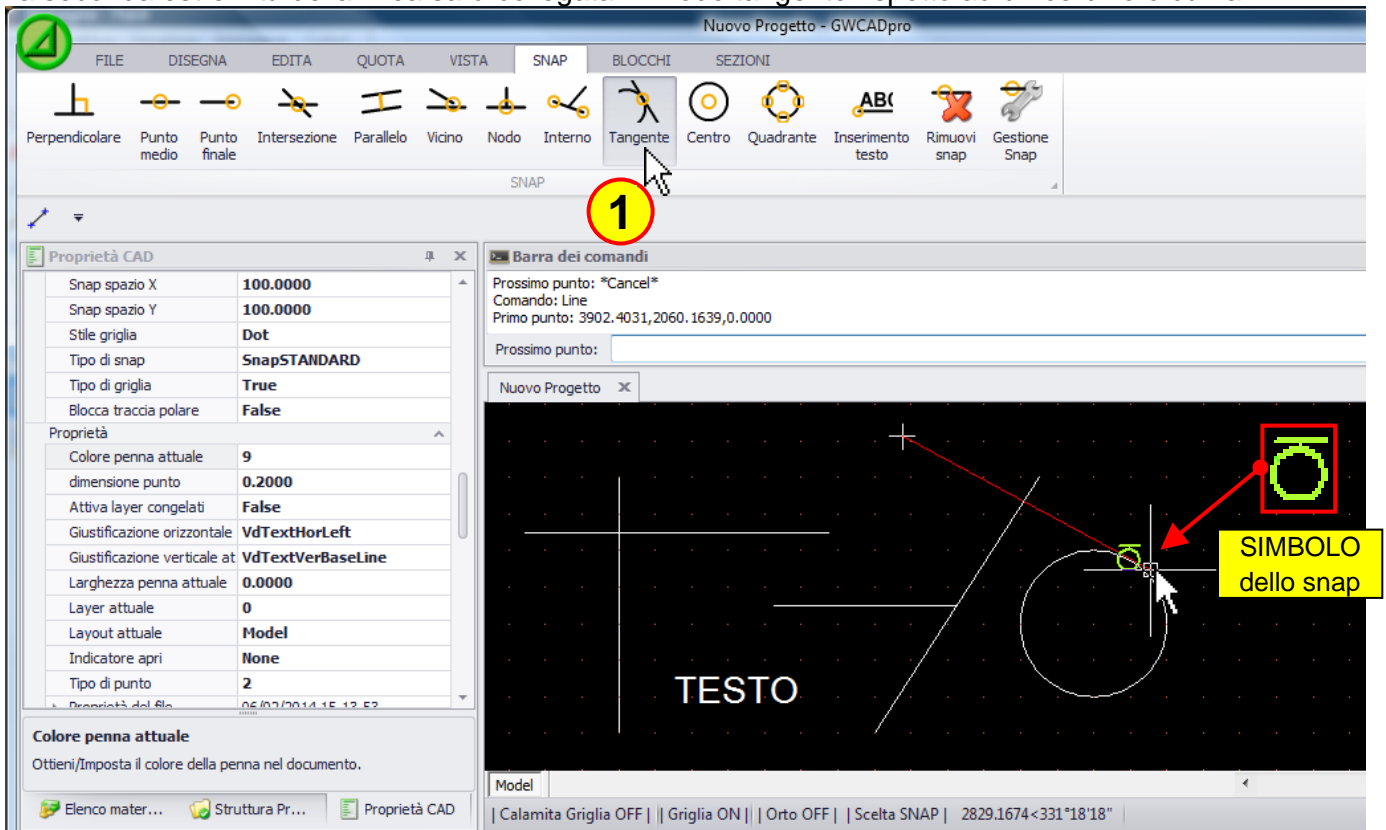 Nuovo Progetto - GWCADpro
FILE DISEGNA EDITA QUOTA VISTA SNAP BLOCCHI SEZIONI
Perpendicolare Punto medio Punto finale Intersezione Parallelo Vicino Nodo Interno Tangente Centro Quadrante Inserimento testo Rimuovi snap Gestione Snap
SNAP
1
Proprietà CAD
Snap spazio X 100.0000
Snap spazio Y 100.0000
Stile griglia Dot
Tipo di snap SnapSTANDARD
Tipo di griglia True
Blocca traccia polare False
Proprietà
Colore penna attuale 9
dimensione punto 0.2000
Attiva layer congelati False
Giustificazione orizzontale VdTextHorLeft
Giustificazione verticale at VdTextVerBaseLine
Larghezza penna attuale 0.0000
Layer attuale 0
Layout attuale Model
Indicatore apri None
Tipo di punto 2
Colore penna attuale
Ottieni/Imposta il colore della penna nel documento.
Elenco mater... Struttura Pr... Proprietà CAD
Barra dei comandi
Prossimo punto: *Cancel*
Comando: Line
Primo punto: 3902.4031,2060.1639,0.0000
Prossimo punto:
Nuovo Progetto
SIMBOLO
dello snap
TESTO
Model
| Calamita Griglia OFF | | Griglia ON | | Orto OFF | | Scelta SNAP | 2829.1674<331°18'18"